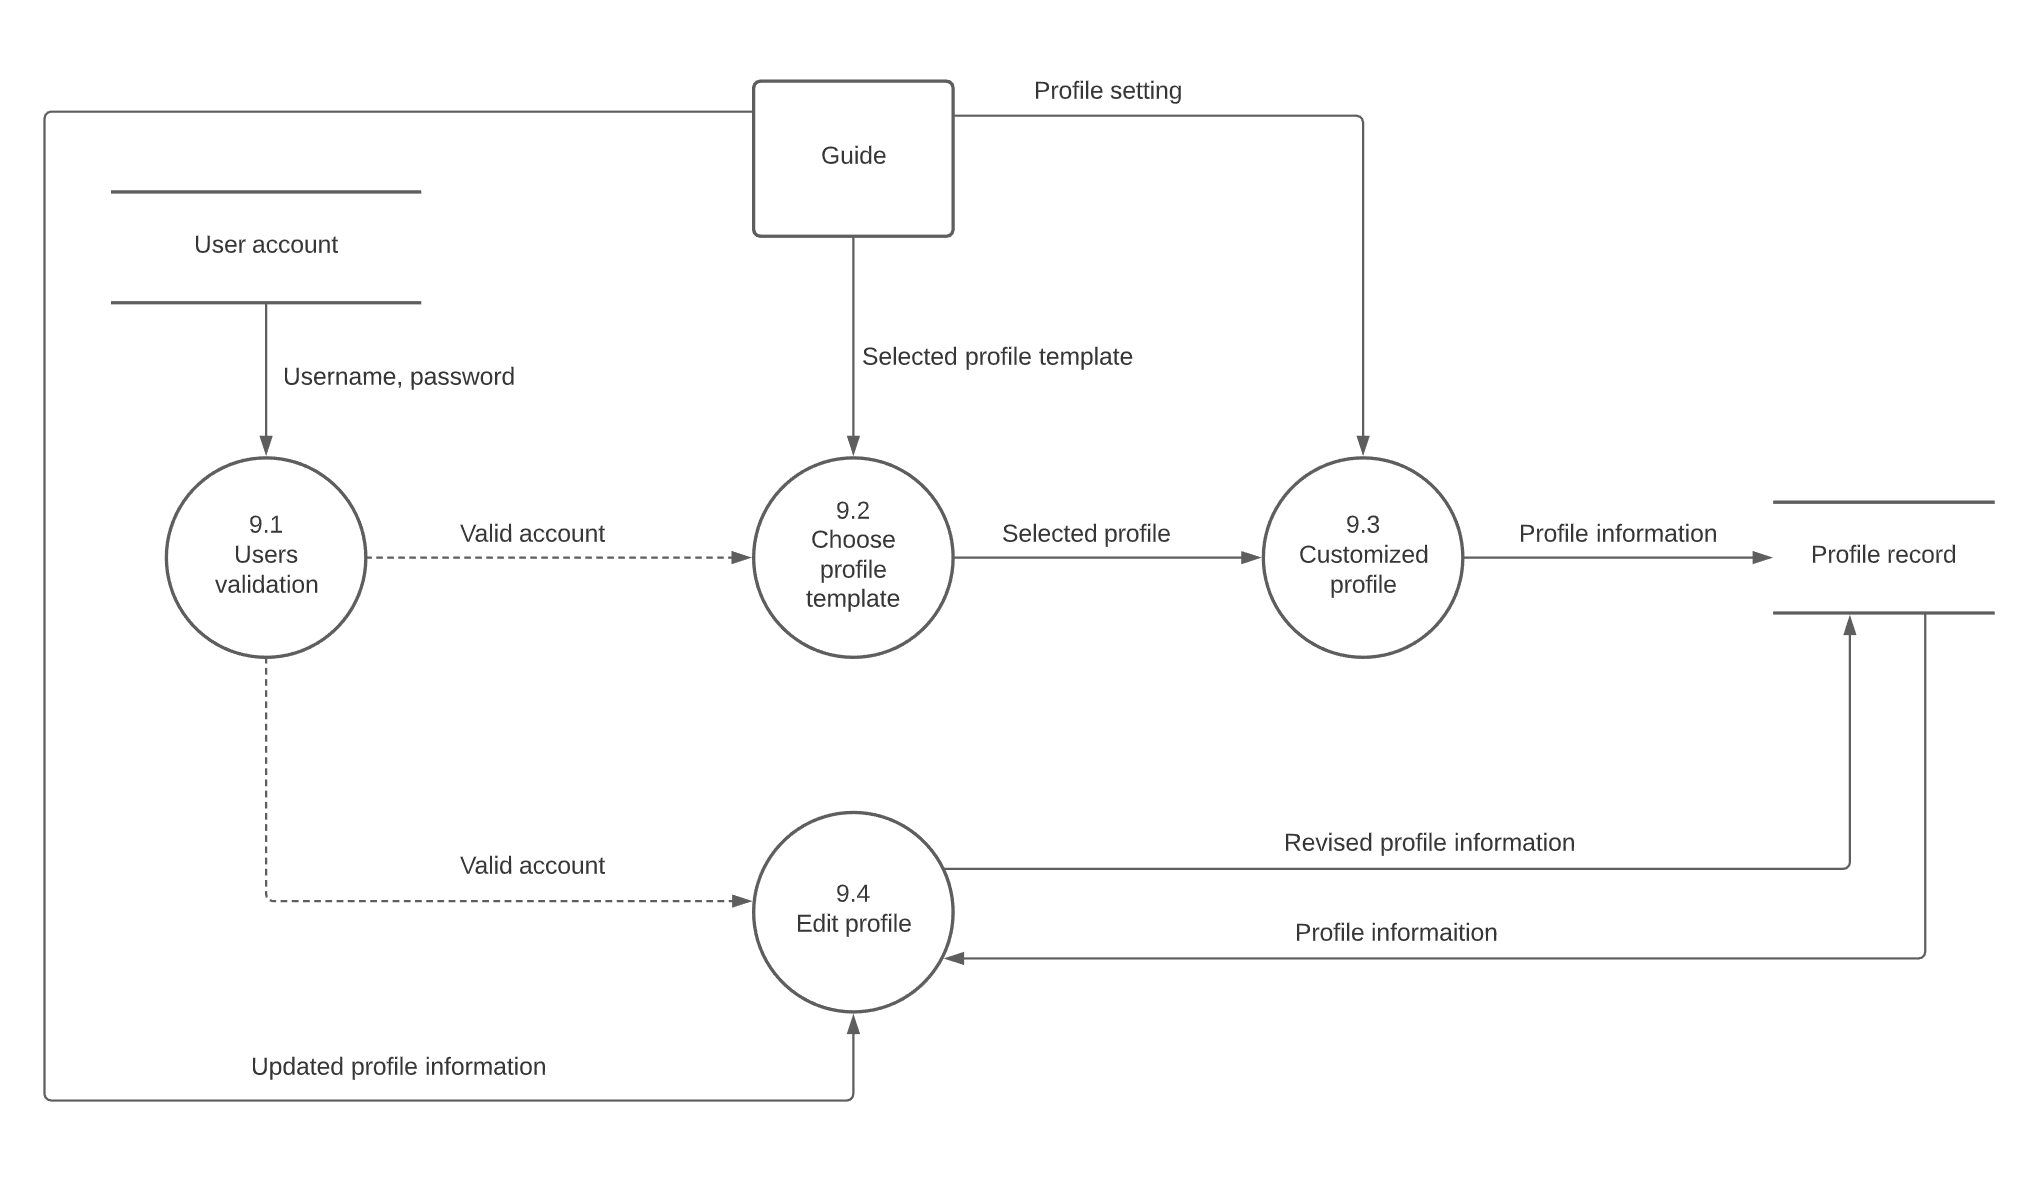 Profile setting
Guide
User account
Selected profile template
Username, password
9.1
Users
validation
Valid account
9.2
Choose
profile
template
Selected profile
9.3
Customized
profile
Profile information
Profile record
Revised profile information
Valid account
9.4
Edit profile
Profile informaition
Updated profile information